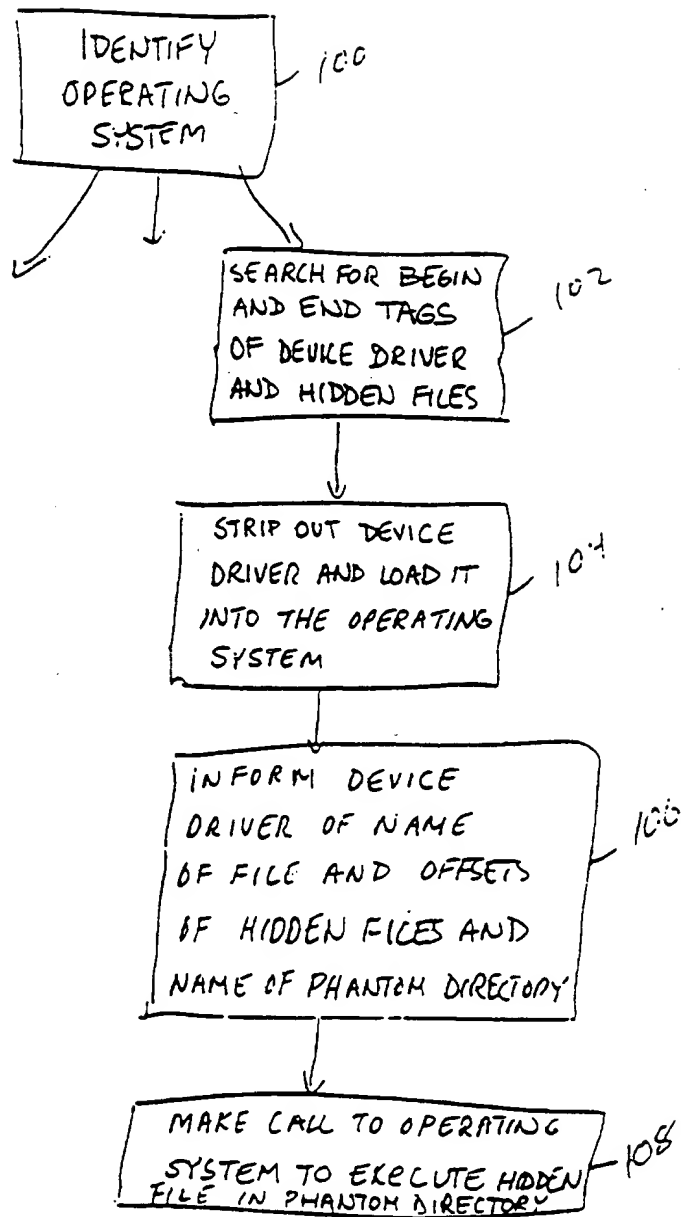 IDENTIFY
OPERATING
SYSTEM
100
SEARCH FOR BEGIN
AND END TAGS
OF DEVICE DRIVER
AND HIDDEN FILES
102
STRIP OUT DEVICE
DRIVER AND LOAD IT
INTO THE OPERATING
SYSTEM
104
INFORM DEVICE
DRIVER OF NAME
OF FILE AND OFFSETS
OF HIDDEN FILES AND
NAME OF PHANTOM DIRECTORY
106
MAKE CALL TO OPERATING
SYSTEM TO EXECUTE HIDDEN
FILE IN PHANTOM DIRECTORY
108